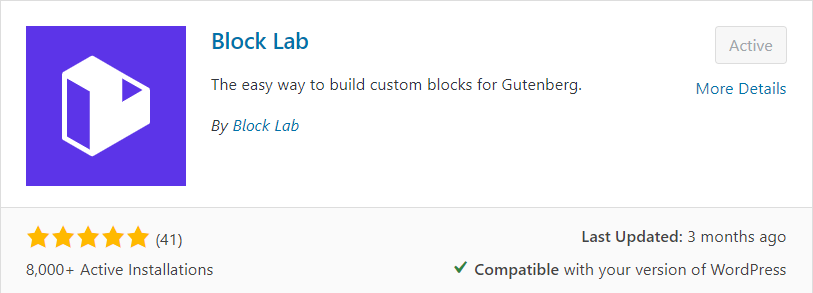 Block Lab
Active
The easy way to build custom blocks for Gutenberg.
More Details
By Block Lab
(41)
Last Updated: 3 months ago
8,000+ Active Installations
Compatible with your version of WordPress